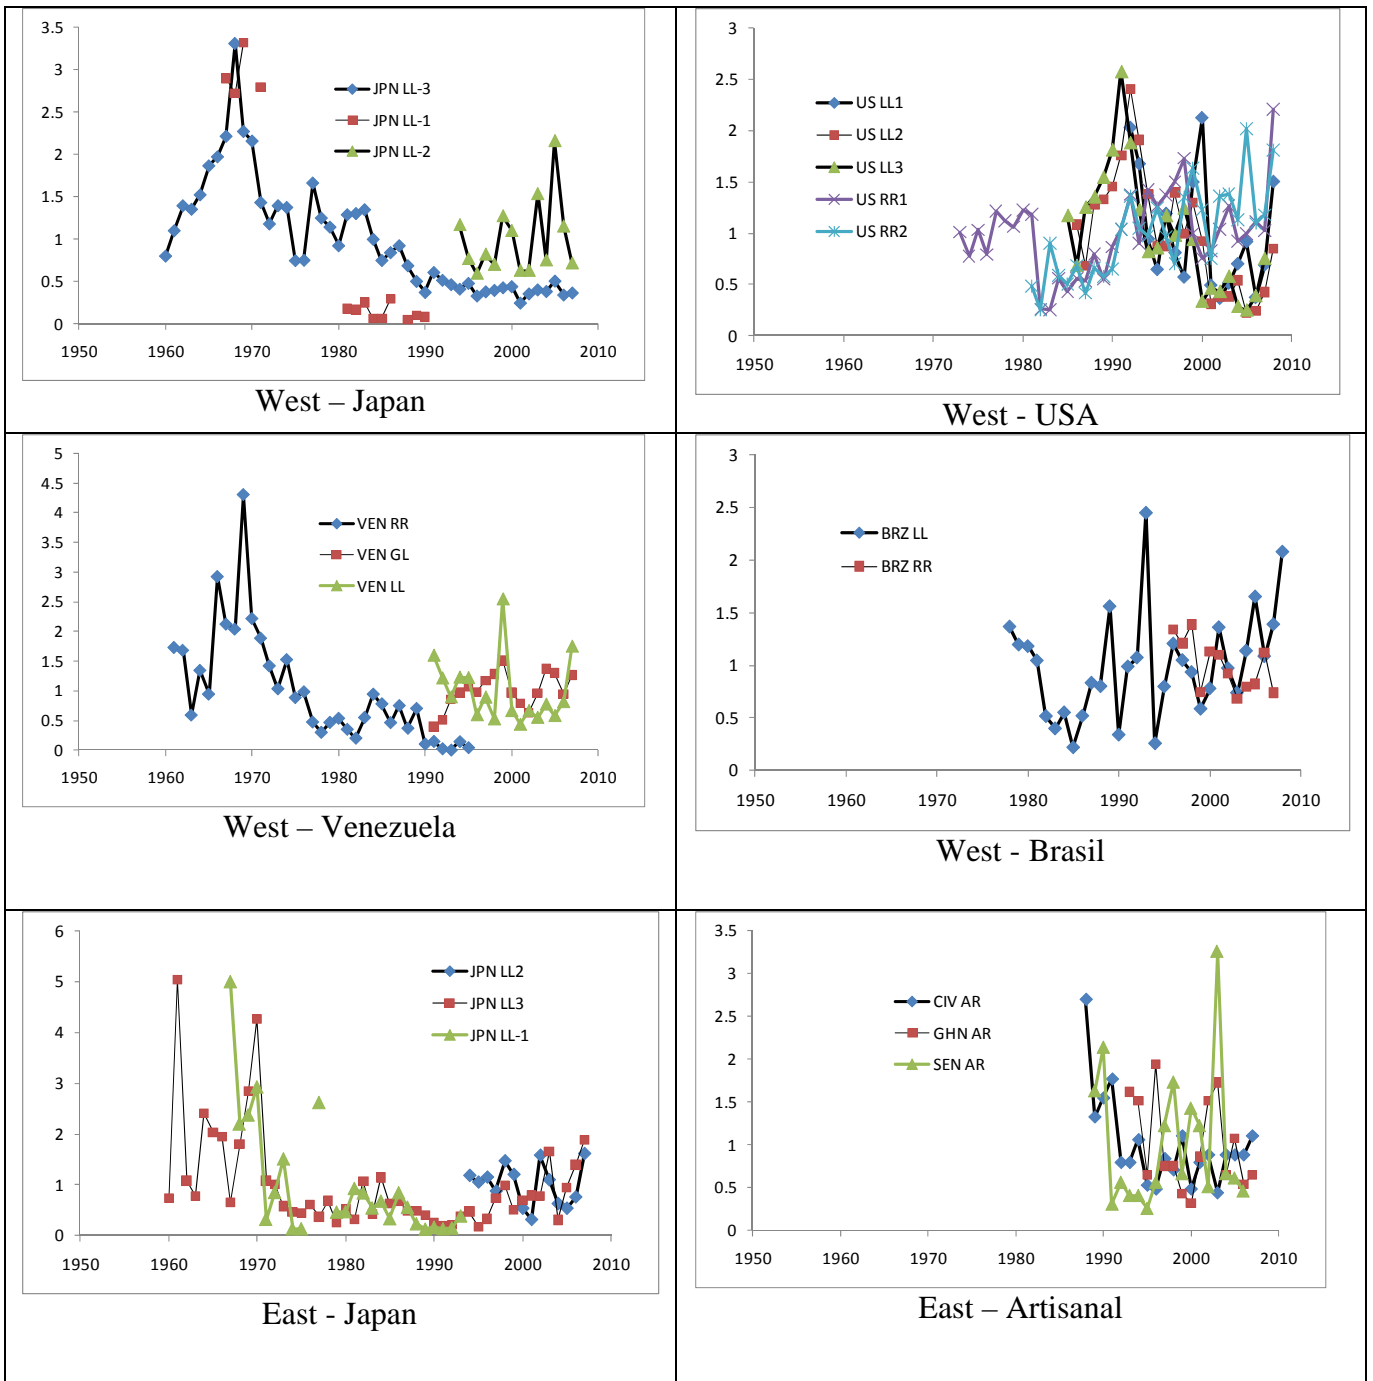 3.5
3
2.5
2
1.5
1
0.5
0
1950 1960 1970 1980 1990 2000 2010
JPN LL-3
JPN LL-1
JPN LL-2
West – Japan
3
2.5
2
1.5
1
0.5
0
1950 1960 1970 1980 1990 2000 2010
US LL1
US LL2
US LL3
US RR1
US RR2
West - USA
5
4.5
4
3.5
3
2.5
2
1.5
1
0.5
0
1950 1960 1970 1980 1990 2000 2010
VEN RR
VEN GL
VEN LL
West – Venezuela
3
2.5
2
1.5
1
0.5
0
1950 1960 1970 1980 1990 2000 2010
BRZ LL
BRZ RR
West - Brasil
6
5
4
3
2
1
0
1950 1960 1970 1980 1990 2000 2010
JPN LL2
JPN LL3
JPN LL-1
East - Japan
3.5
3
2.5
2
1.5
1
0.5
0
1950 1960 1970 1980 1990 2000 2010
CIV AR
GHN AR
SEN AR
East – Artisanal